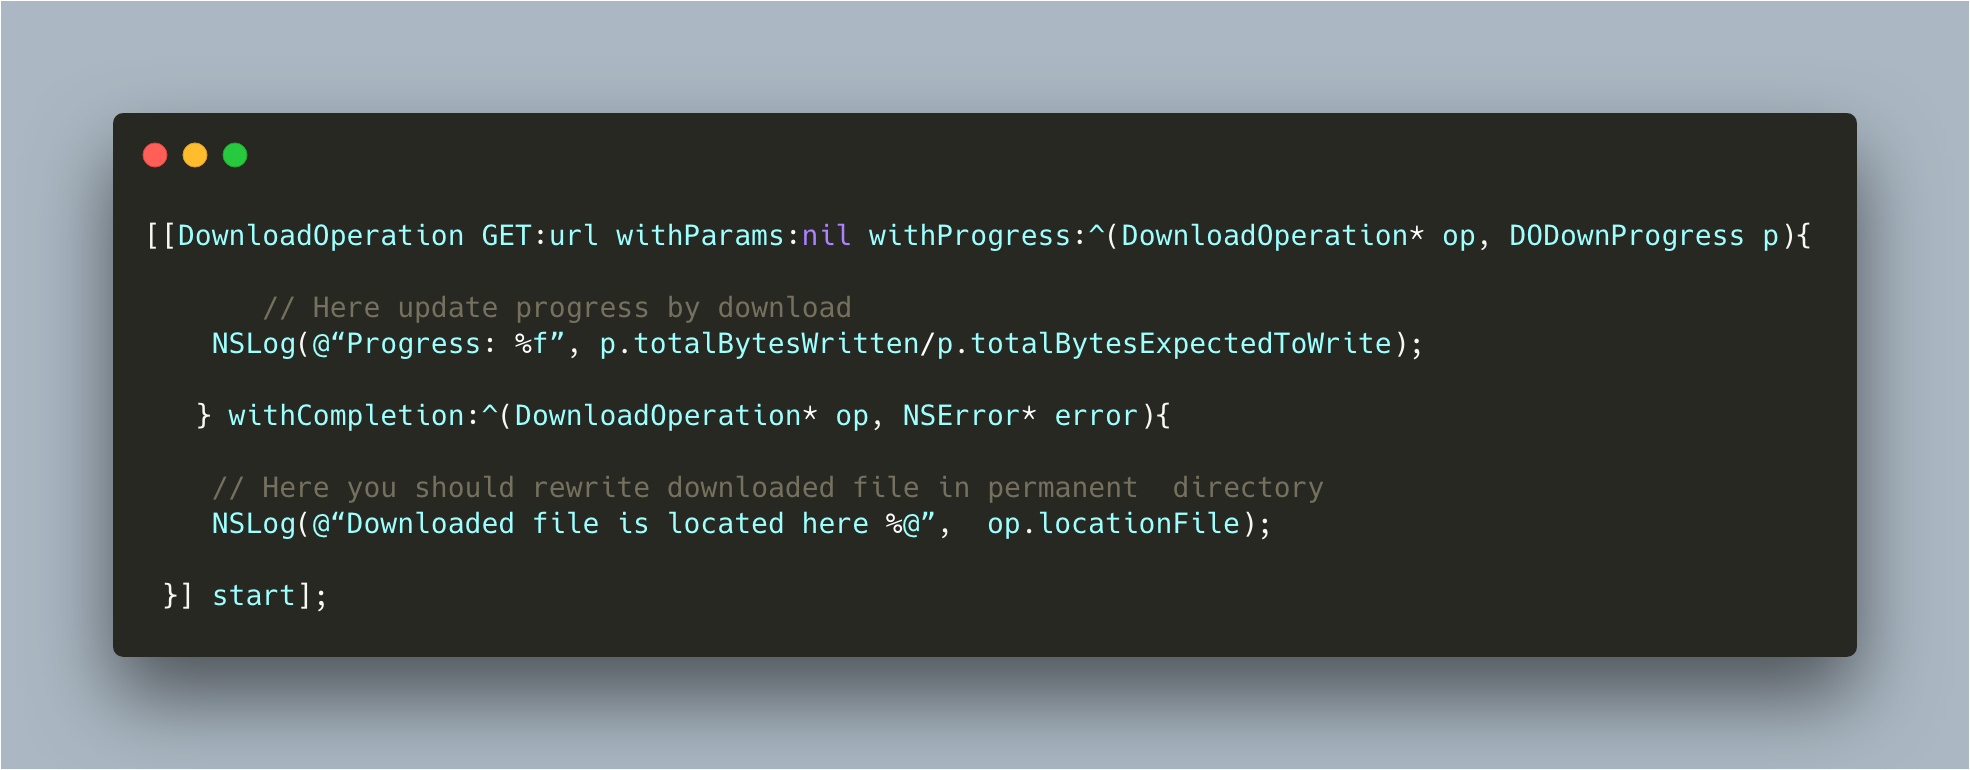 [[DownloadOperation GET:url withParams:nil withProgress:^(DownloadOperation* op, DODownProgress p){
// Here update progress by download
NSLog(@“Progress: %f”, p.totalBytesWritten/p.totalBytesExpectedToWrite);
} withCompletion:^(DownloadOperation* op, NSError* error){
// Here you should rewrite downloaded file in permanent  directory
NSLog(@“Downloaded file is located here %@”,  op.locationFile);
}] start];